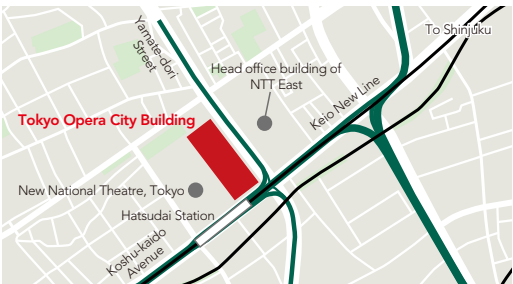 To Shinjuku
Yamate-dori
Street
Head office building of
NTT East
Keio New Line
Tokyo Opera City Building
New National Theatre, Tokyo
Hatsudai Station
Koshu-kaido
Avenue